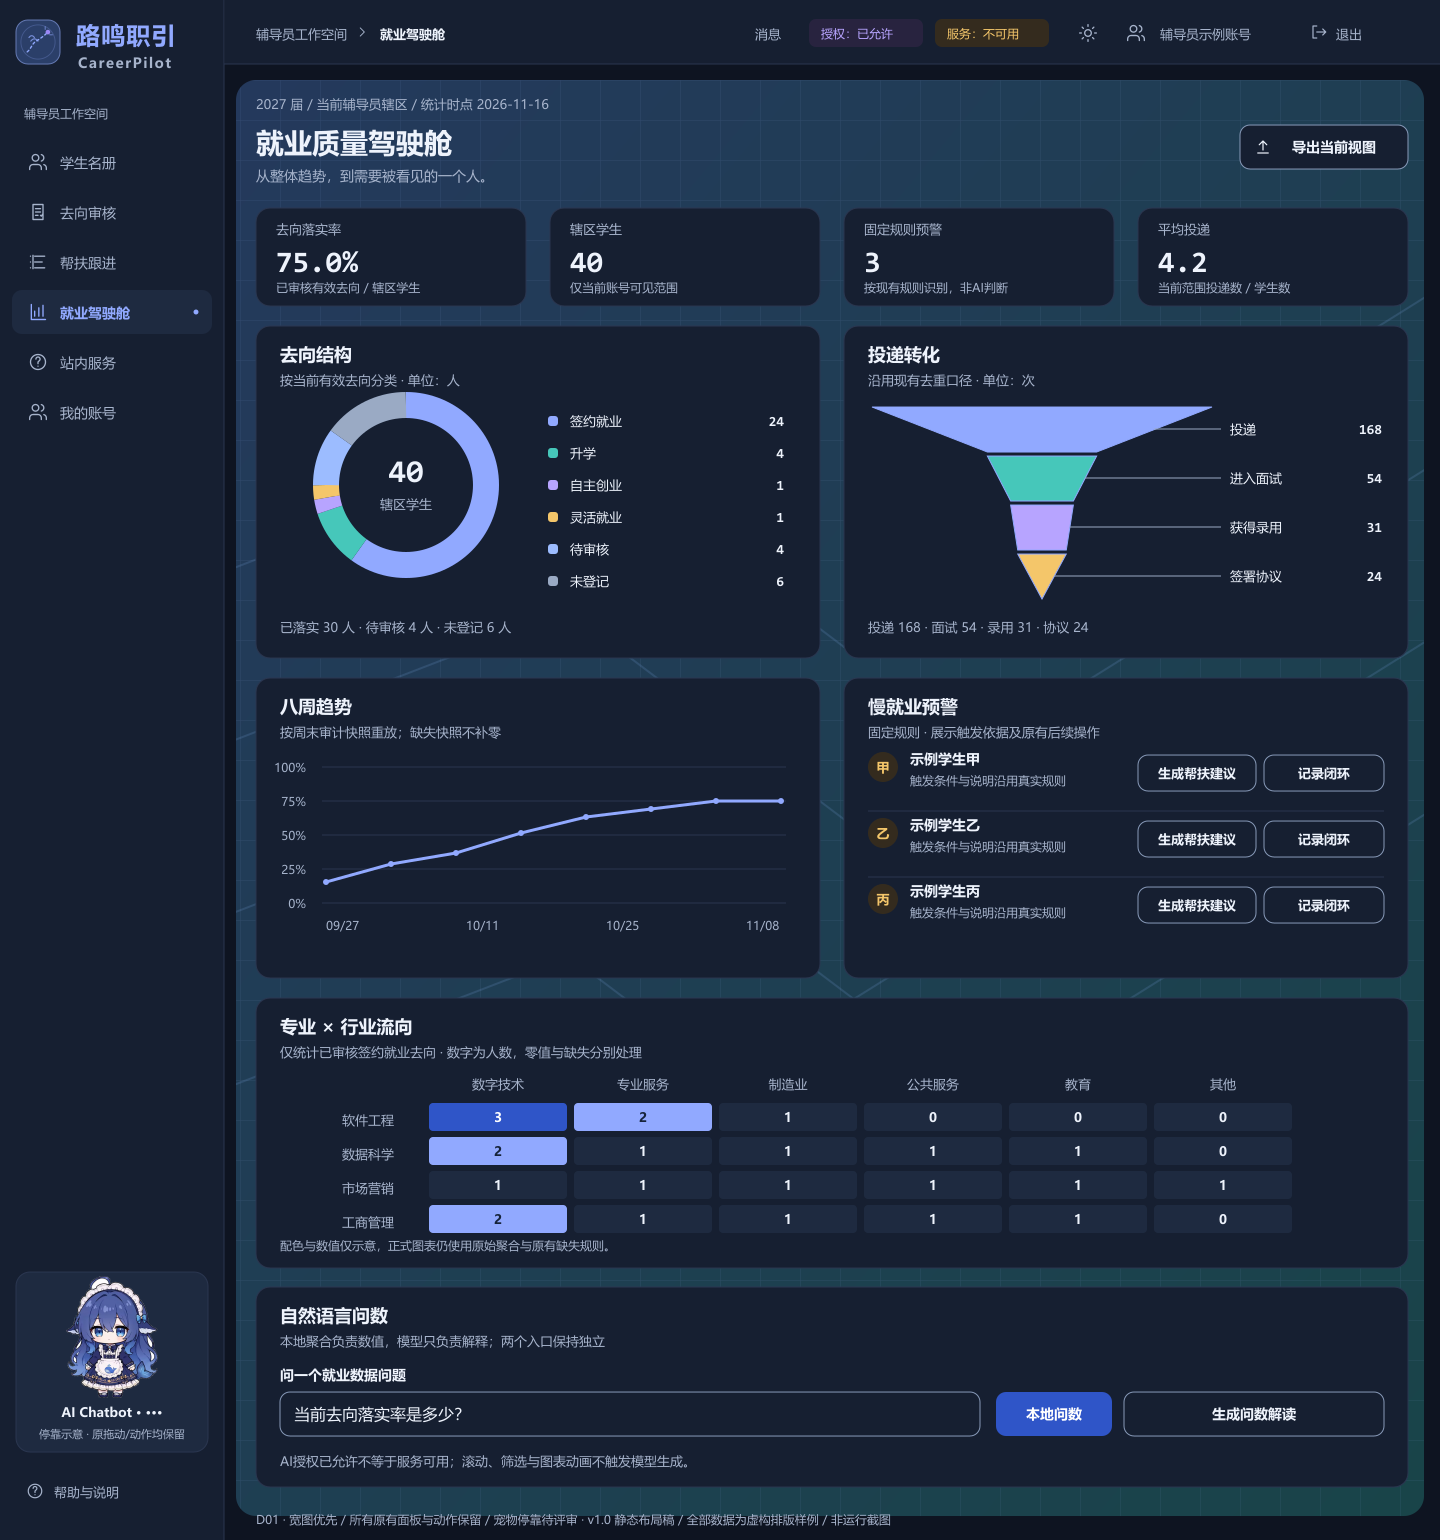 路鸣职引
CareerPilot
辅导员工作空间
学生名册
去向审核
帮扶跟进
就业驾驶舱
站内服务
我的账号
AI Chatbot • •••
停靠示意 · 原拖动/动作均保留
帮助与说明
辅导员工作空间 > 就业驾驶舱
消息
授权：已允许
服务：不可用
辅导员示例账号
退出
2027 届 / 当前辅导员辖区 / 统计时点 2026-11-16
就业质量驾驶舱
从整体趋势，到需要被看见的一个人。
导出当前视图
去向落实率
75.0%
已审核有效去向 / 辖区学生
辖区学生
40
仅当前账号可见范围
固定规则预警
3
按现有规则识别，非AI判断
平均投递
4.2
当前范围投递数 / 学生数
去向结构
按当前有效去向分类 · 单位：人
40
辖区学生
签约就业 24
升学 4
自主创业 1
灵活就业 1
待审核 4
未登记 6
已落实 30 人 · 待审核 4 人 · 未登记 6 人
投递转化
沿用现有去重口径 · 单位：次
投递 168
进入面试 54
获得录用 31
签署协议 24
投递 168 · 面试 54 · 录用 31 · 协议 24
八周趋势
按周末审计快照重放；缺失快照不补零
100%
75%
50%
25%
0%
09/27 10/11 10/25 11/08
慢就业预警
固定规则 · 展示触发依据及原有后续操作
甲 示例学生甲
触发条件与说明沿用真实规则
生成帮扶建议 记录闭环
乙 示例学生乙
触发条件与说明沿用真实规则
生成帮扶建议 记录闭环
丙 示例学生丙
触发条件与说明沿用真实规则
生成帮扶建议 记录闭环
专业 × 行业流向
仅统计已审核签约就业去向 · 数字为人数，零值与缺失分别处理
数字技术 专业服务 制造业 公共服务 教育 其他
软件工程 3 2 1 0 0 0
数据科学 2 1 1 1 1 0
市场营销 1 1 1 1 1 1
工商管理 2 1 1 1 1 0
配色与数值仅示意，正式图表仍使用原始聚合与原有缺失规则。
自然语言问数
本地聚合负责数值，模型只负责解释；两个入口保持独立
问一个就业数据问题
当前去向落实率是多少？
本地问数
生成问数解读
AI授权已允许不等于服务可用；滚动、筛选与图表动画不触发模型生成。
D01 · 宽图优先 / 所有原有面板与动作保留 / 宠物停靠待评审 · v1.0 静态布局稿 / 全部数据为虚构排版样例 / 非运行截图